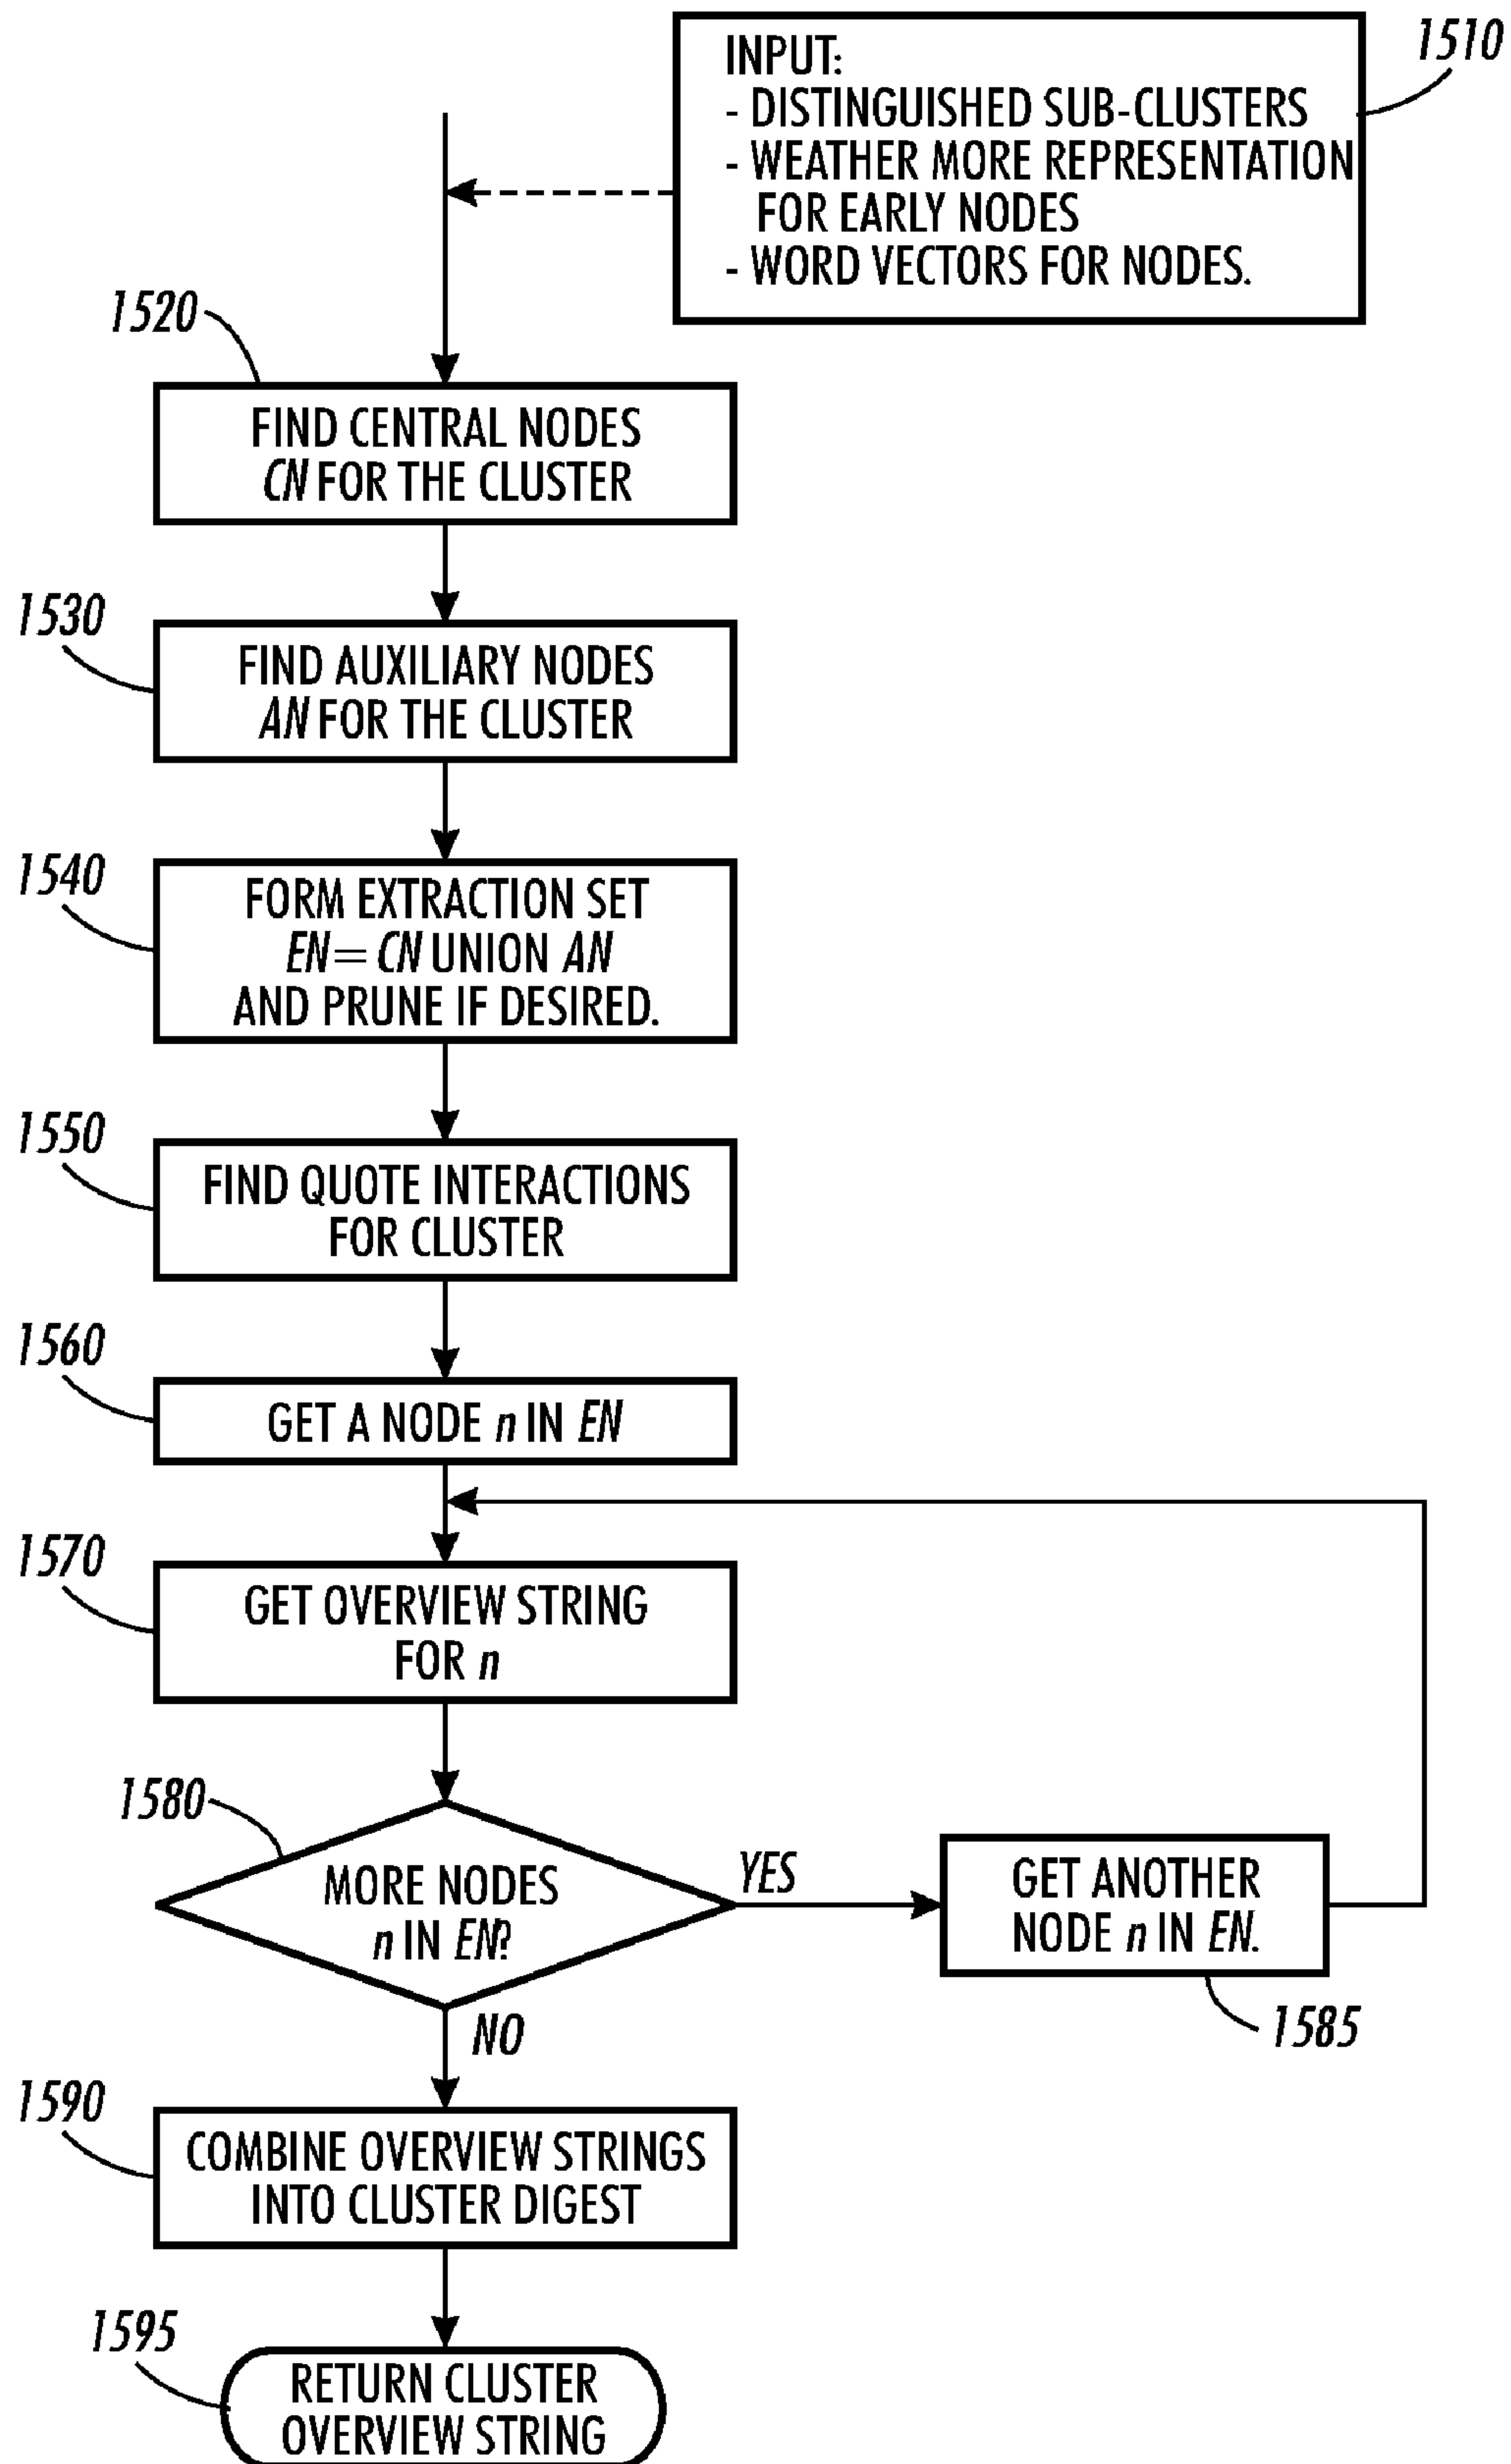 INPUT:
- DISTINGUISHED SUB-CLUSTERS
- WEATHER MORE REPRESENTATION
FOR EARLY NODES
- WORD VECTORS FOR NODES.
1510
1520
FIND CENTRAL NODES
CN FOR THE CLUSTER
1530
FIND AUXILIARY NODES
AN FOR THE CLUSTER
1540
FORM EXTRACTION SET
EN = CN UNION AN
AND PRUNE IF DESIRED.
1550
FIND QUOTE INTERACTIONS
FOR CLUSTER
1560
GET A NODE n IN EN
1570
GET OVERVIEW STRING
FOR n
1580
MORE NODES
n IN EN?
YES
GET ANOTHER
NODE n IN EN.
1585
NO
1590
COMBINE OVERVIEW STRINGS
INTO CLUSTER DIGEST
1595
RETURN CLUSTER
OVERVIEW STRING